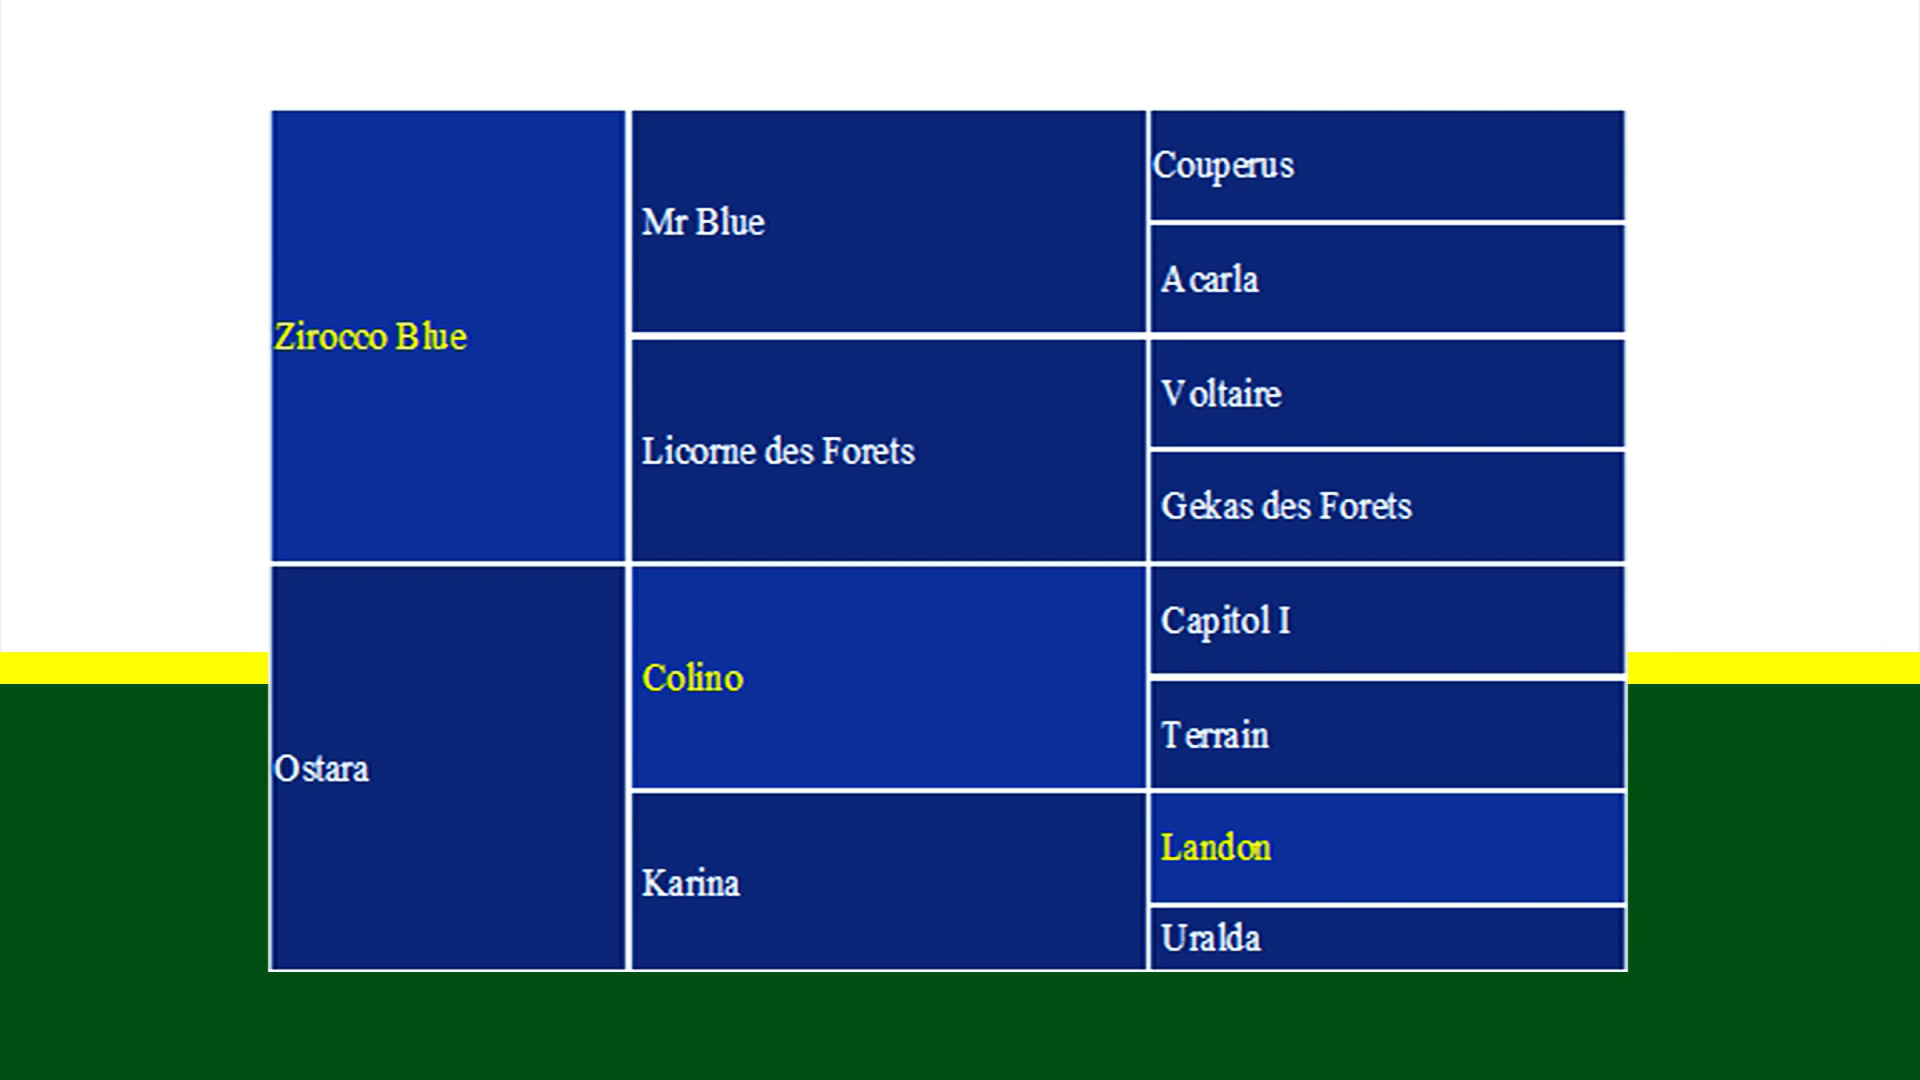 Zirocco Blue
Mr Blue
Couperus
Acarla
Licorne des Forets
Voltaire
Gekas des Forets
Ostara
Colino
Capitol I
Terrain
Karina
Landon
Uralda